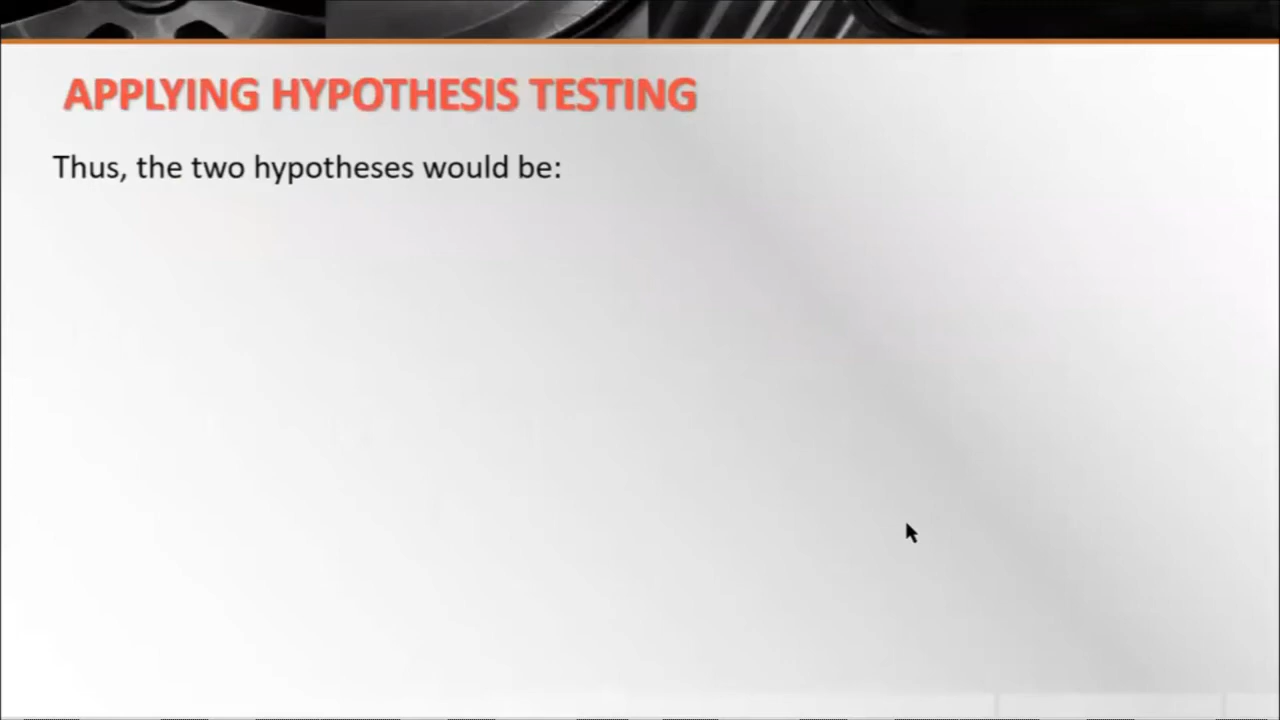 APPLYING HYPOTHESIS TESTING
Thus, the two hypotheses would be: